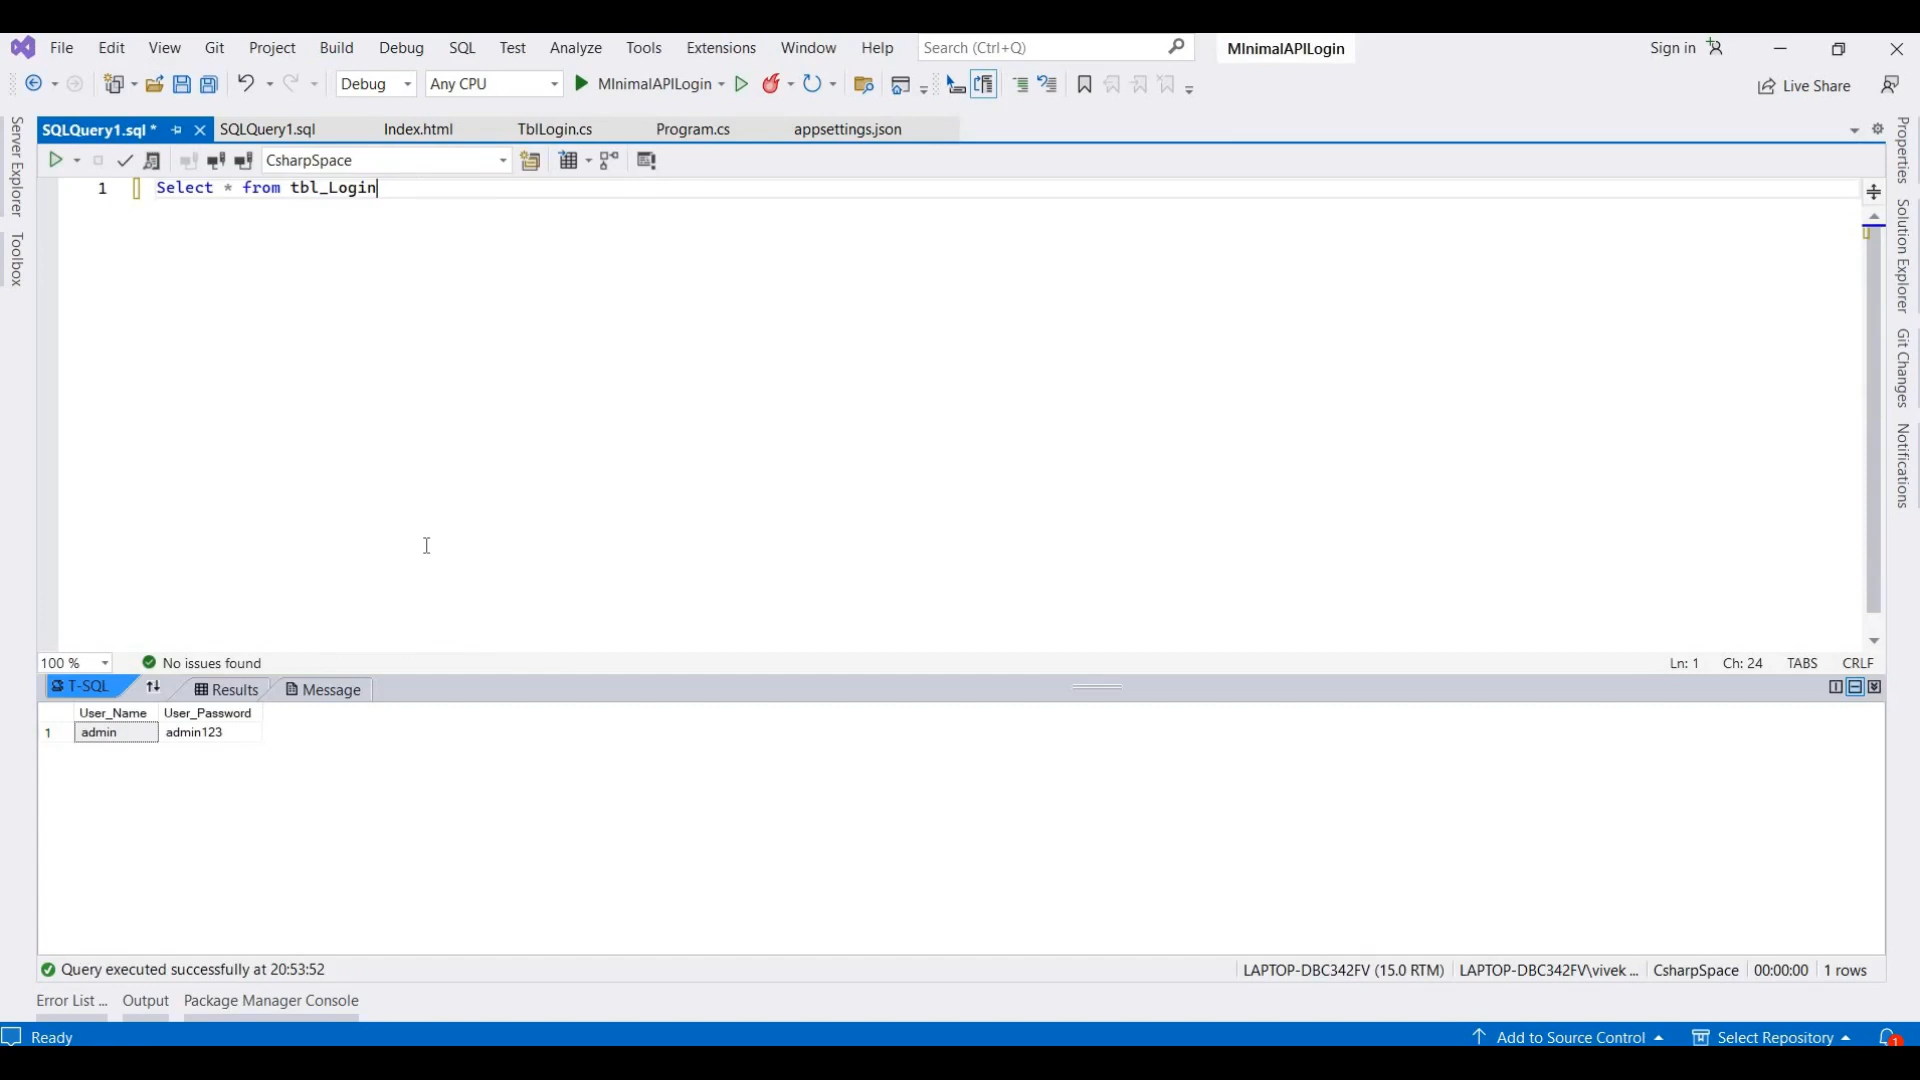 File Edit View Git Project Build Debug SQL Test Analyze Tools Extensions Window Help Search (Ctrl+Q) MInimalAPILogin Sign in
Debug Any CPU MInimalAPILogin Live Share
SQLQuery1.sql * SQLQuery1.sql Index.html TblLogin.cs Program.cs appsettings.json
CsharpSpace
1 Select * from tbl_Login
Server Explorer
Toolbox
Properties
Solution Explorer
Git Changes
Notifications
100 % No issues found Ln: 1 Ch: 24 TABS CRLF
T-SQL Results Message
User_Name User_Password
1 admin admin123
Query executed successfully at 20:53:52 LAPTOP-DBC342FV (15.0 RTM) LAPTOP-DBC342FV\vivek ... CsharpSpace 00:00:00 1 rows
Error List ... Output Package Manager Console
Ready Add to Source Control Select Repository 1